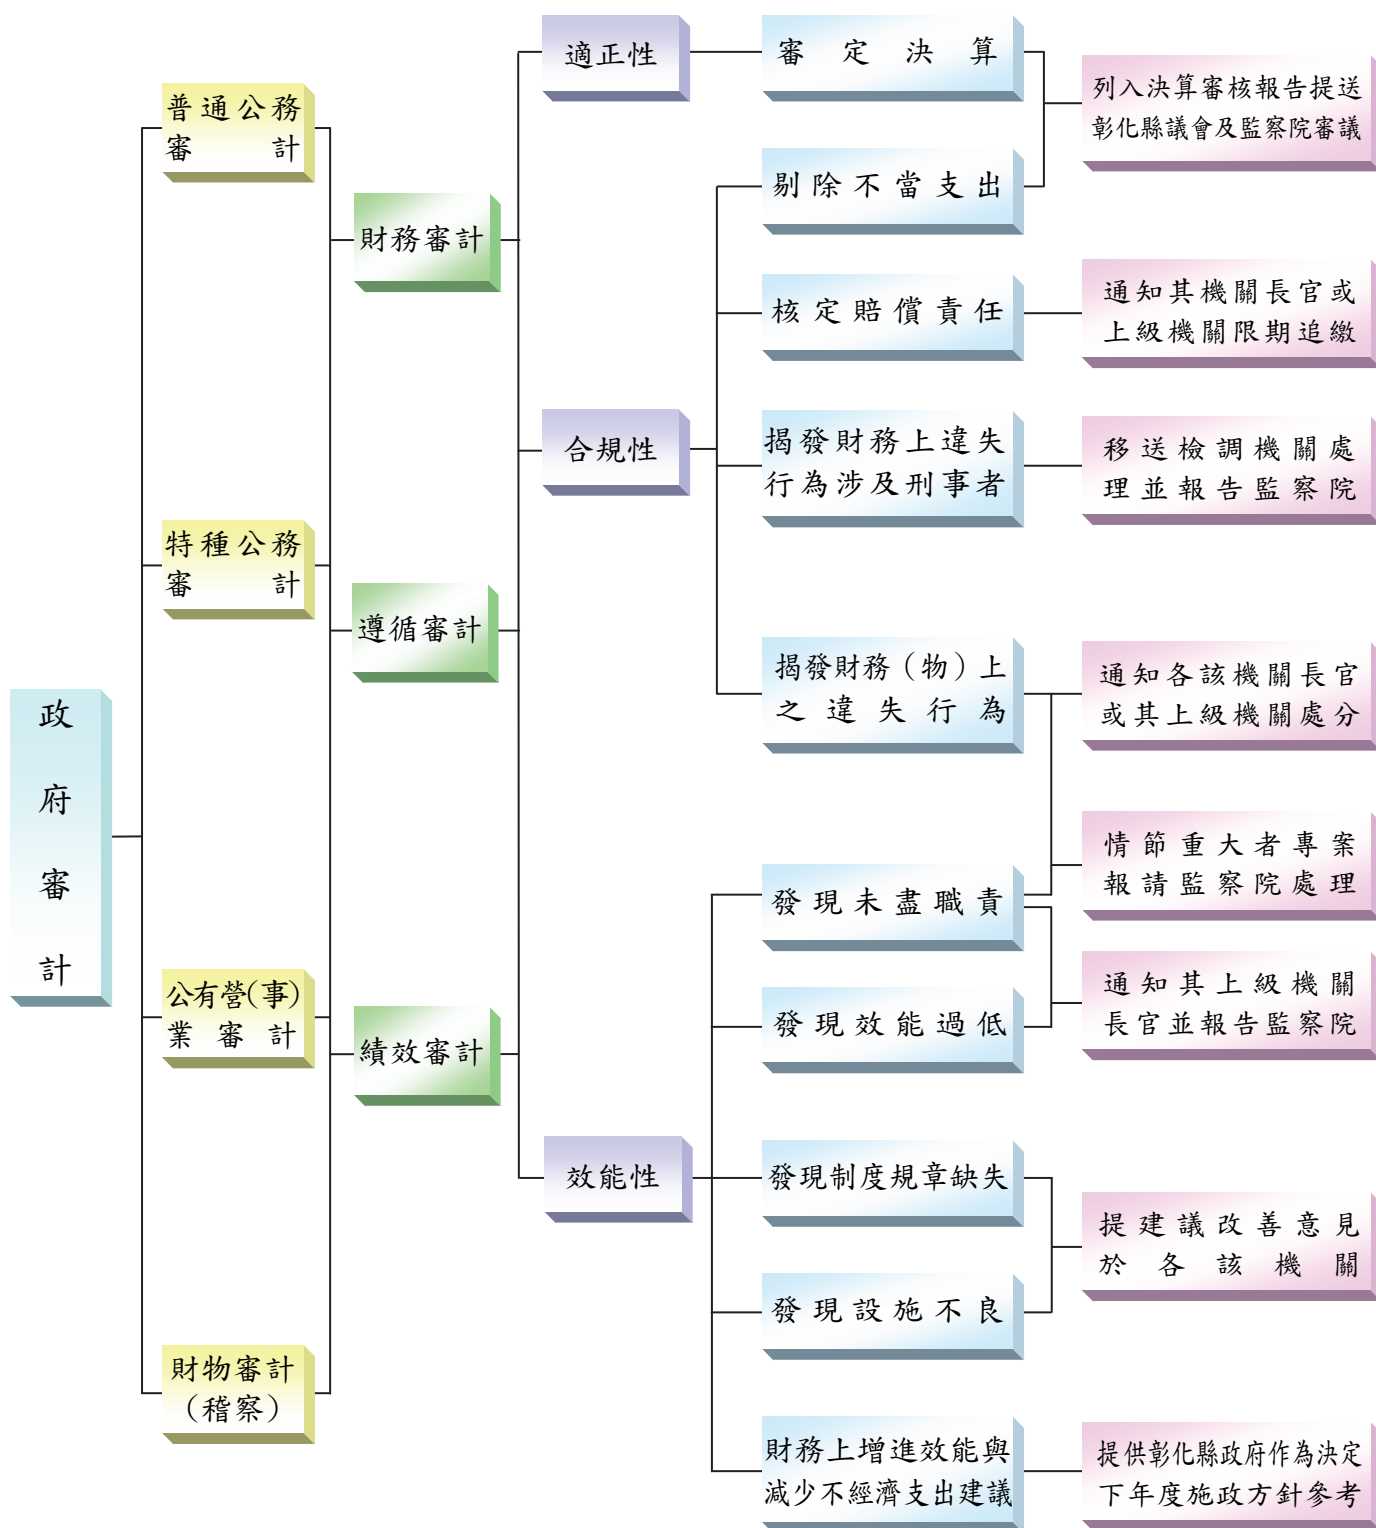 政府審計
普通公務
審計
特種公務
審計
公有營(事)
業審計
財物審計
(稽察)
財務審計
遵循審計
績效審計
適正性
合規性
效能性
審定決算
剔除不當支出
核定賠償責任
揭發財務上違失
行為涉及刑事者
揭發財務(物)上
之違失行為
發現未盡職責
發現效能過低
發現制度規章缺失
發現設施不良
財務上增進效能與
減少不經濟支出建議
列入決算審核報告提送
彰化縣議會及監察院審議
通知其機關長官或
上級機關限期追繳
移送檢調機關處
理並報告監察院
通知各該機關長官
或其上級機關處分
情節重大者專案
報請監察院處理
通知其上級機關
長官並報告監察院
提建議改善意見
於各該機關
提供彰化縣政府作為決定
下年度施政方針參考